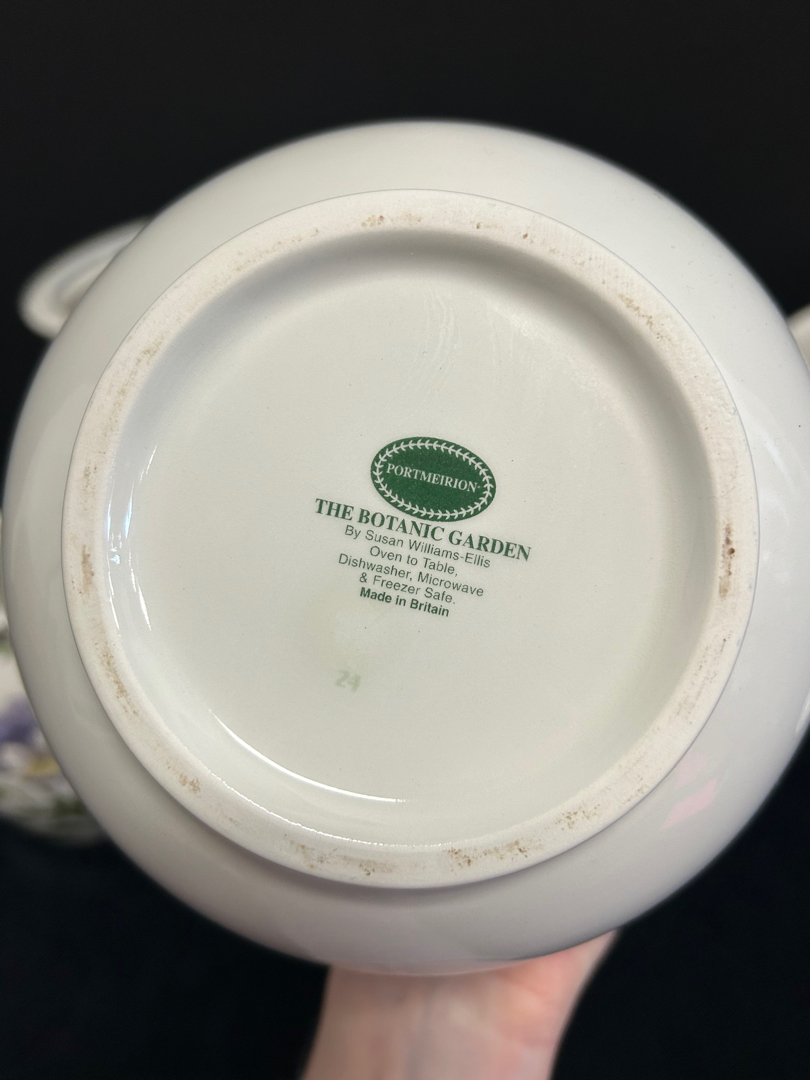 PORTMEIRION
THE BOTANIC GARDEN
By Susan Williams-Ellis
Oven to Table,
Dishwasher, Microwave
& Freezer Safe.
Made in Britain
24